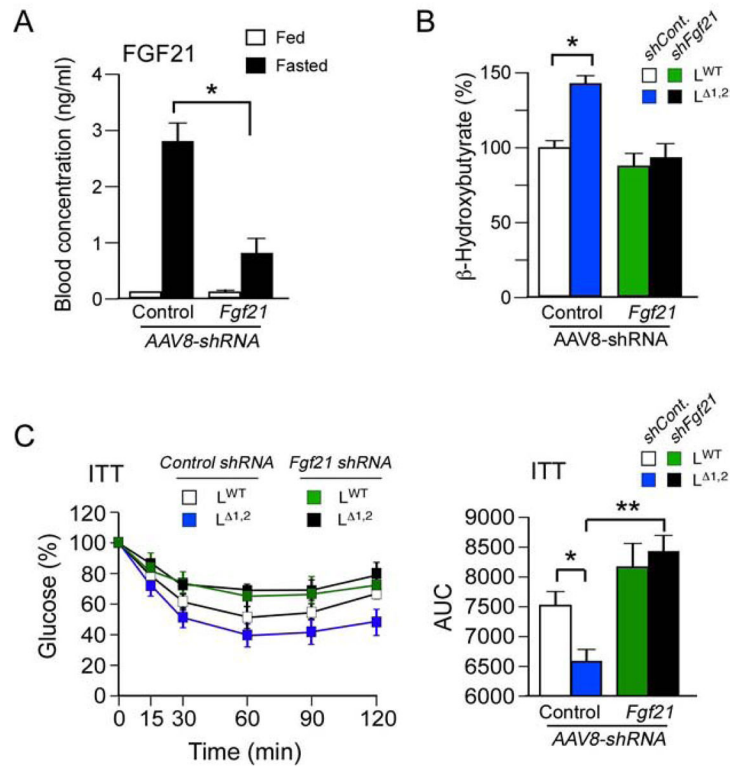 A
FGF21
Fed
Fasted
Blood concentration (ng/ml)
4
3
2
1
0
*
Control
Fgf21
AAV8-shRNA
B
shCont.
shFgf21
L^WT
L^Δ1,2
β-Hydroxybutyrate (%)
150
100
50
0
*
Control
Fgf21
AAV8-shRNA
C
ITT
Control shRNA
Fgf21 shRNA
L^WT
L^WT
L^Δ1,2
L^Δ1,2
Glucose (%)
120
100
80
60
40
20
0
0 15 30 60 90 120
Time (min)
ITT
shCont.
shFgf21
L^WT
L^Δ1,2
AUC
9000
8500
8000
7500
7000
6500
6000
*
**
Control
Fgf21
AAV8-shRNA